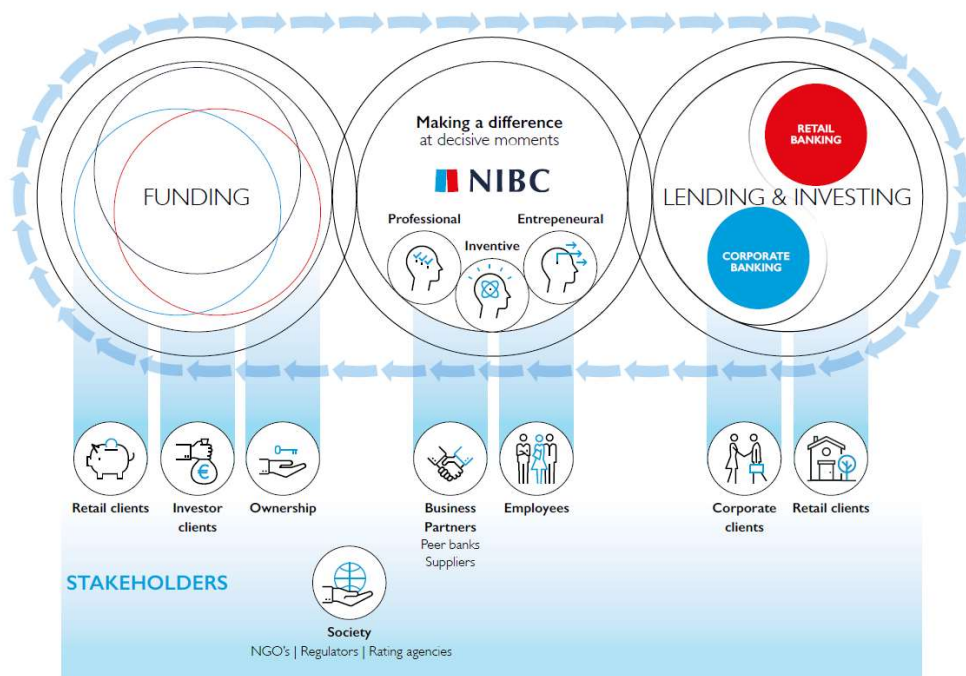 Making a difference
at decisive moments
NIBC
FUNDING
Professional
Inventive
Entrepeneural
RETAIL
BANKING
LENDING & INVESTING
CORPORATE
BANKING
Retail clients
Investor
clients
Ownership
Business
Partners
Peer banks
Suppliers
Employees
Corporate
clients
Retail clients
STAKEHOLDERS
Society
NGO's | Regulators | Rating agencies